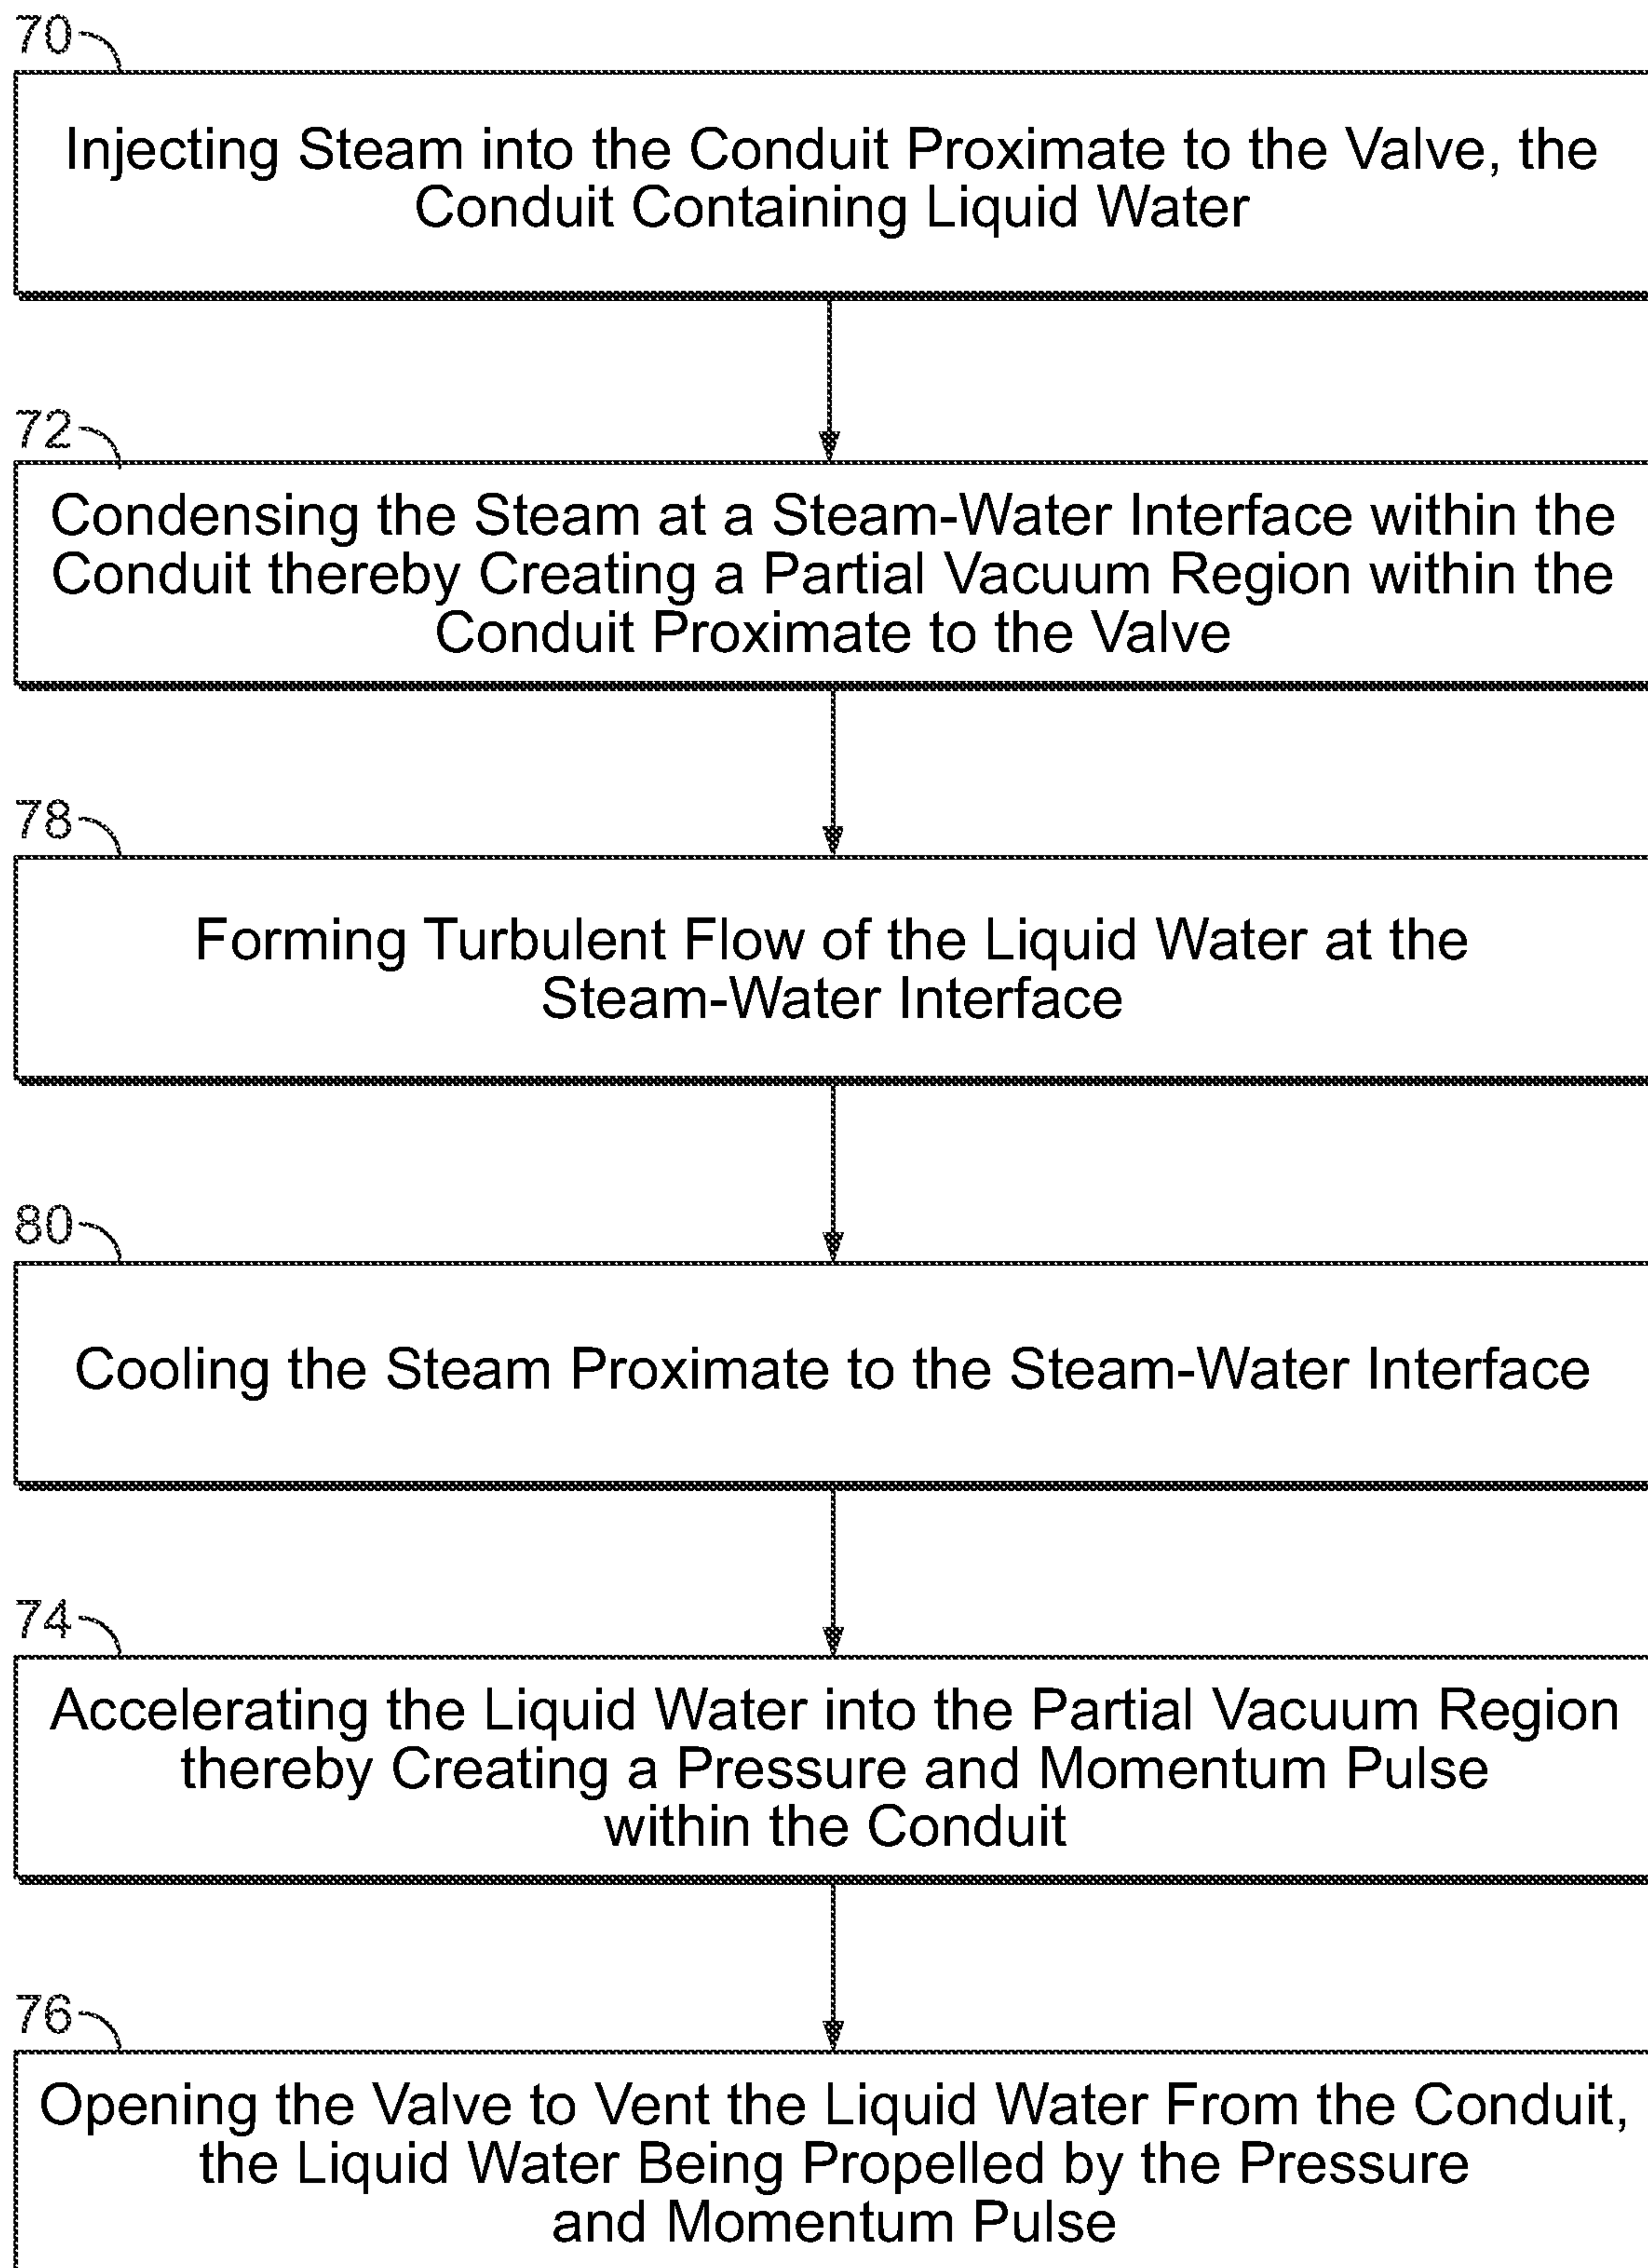 70
Injecting Steam into the Conduit Proximate to the Valve, the
Conduit Containing Liquid Water
72
Condensing the Steam at a Steam-Water Interface within the
Conduit thereby Creating a Partial Vacuum Region within the
Conduit Proximate to the Valve
78
Forming Turbulent Flow of the Liquid Water at the
Steam-Water Interface
80
Cooling the Steam Proximate to the Steam-Water Interface
74
Accelerating the Liquid Water into the Partial Vacuum Region
thereby Creating a Pressure and Momentum Pulse
within the Conduit
76
Opening the Valve to Vent the Liquid Water From the Conduit,
the Liquid Water Being Propelled by the Pressure
and Momentum Pulse